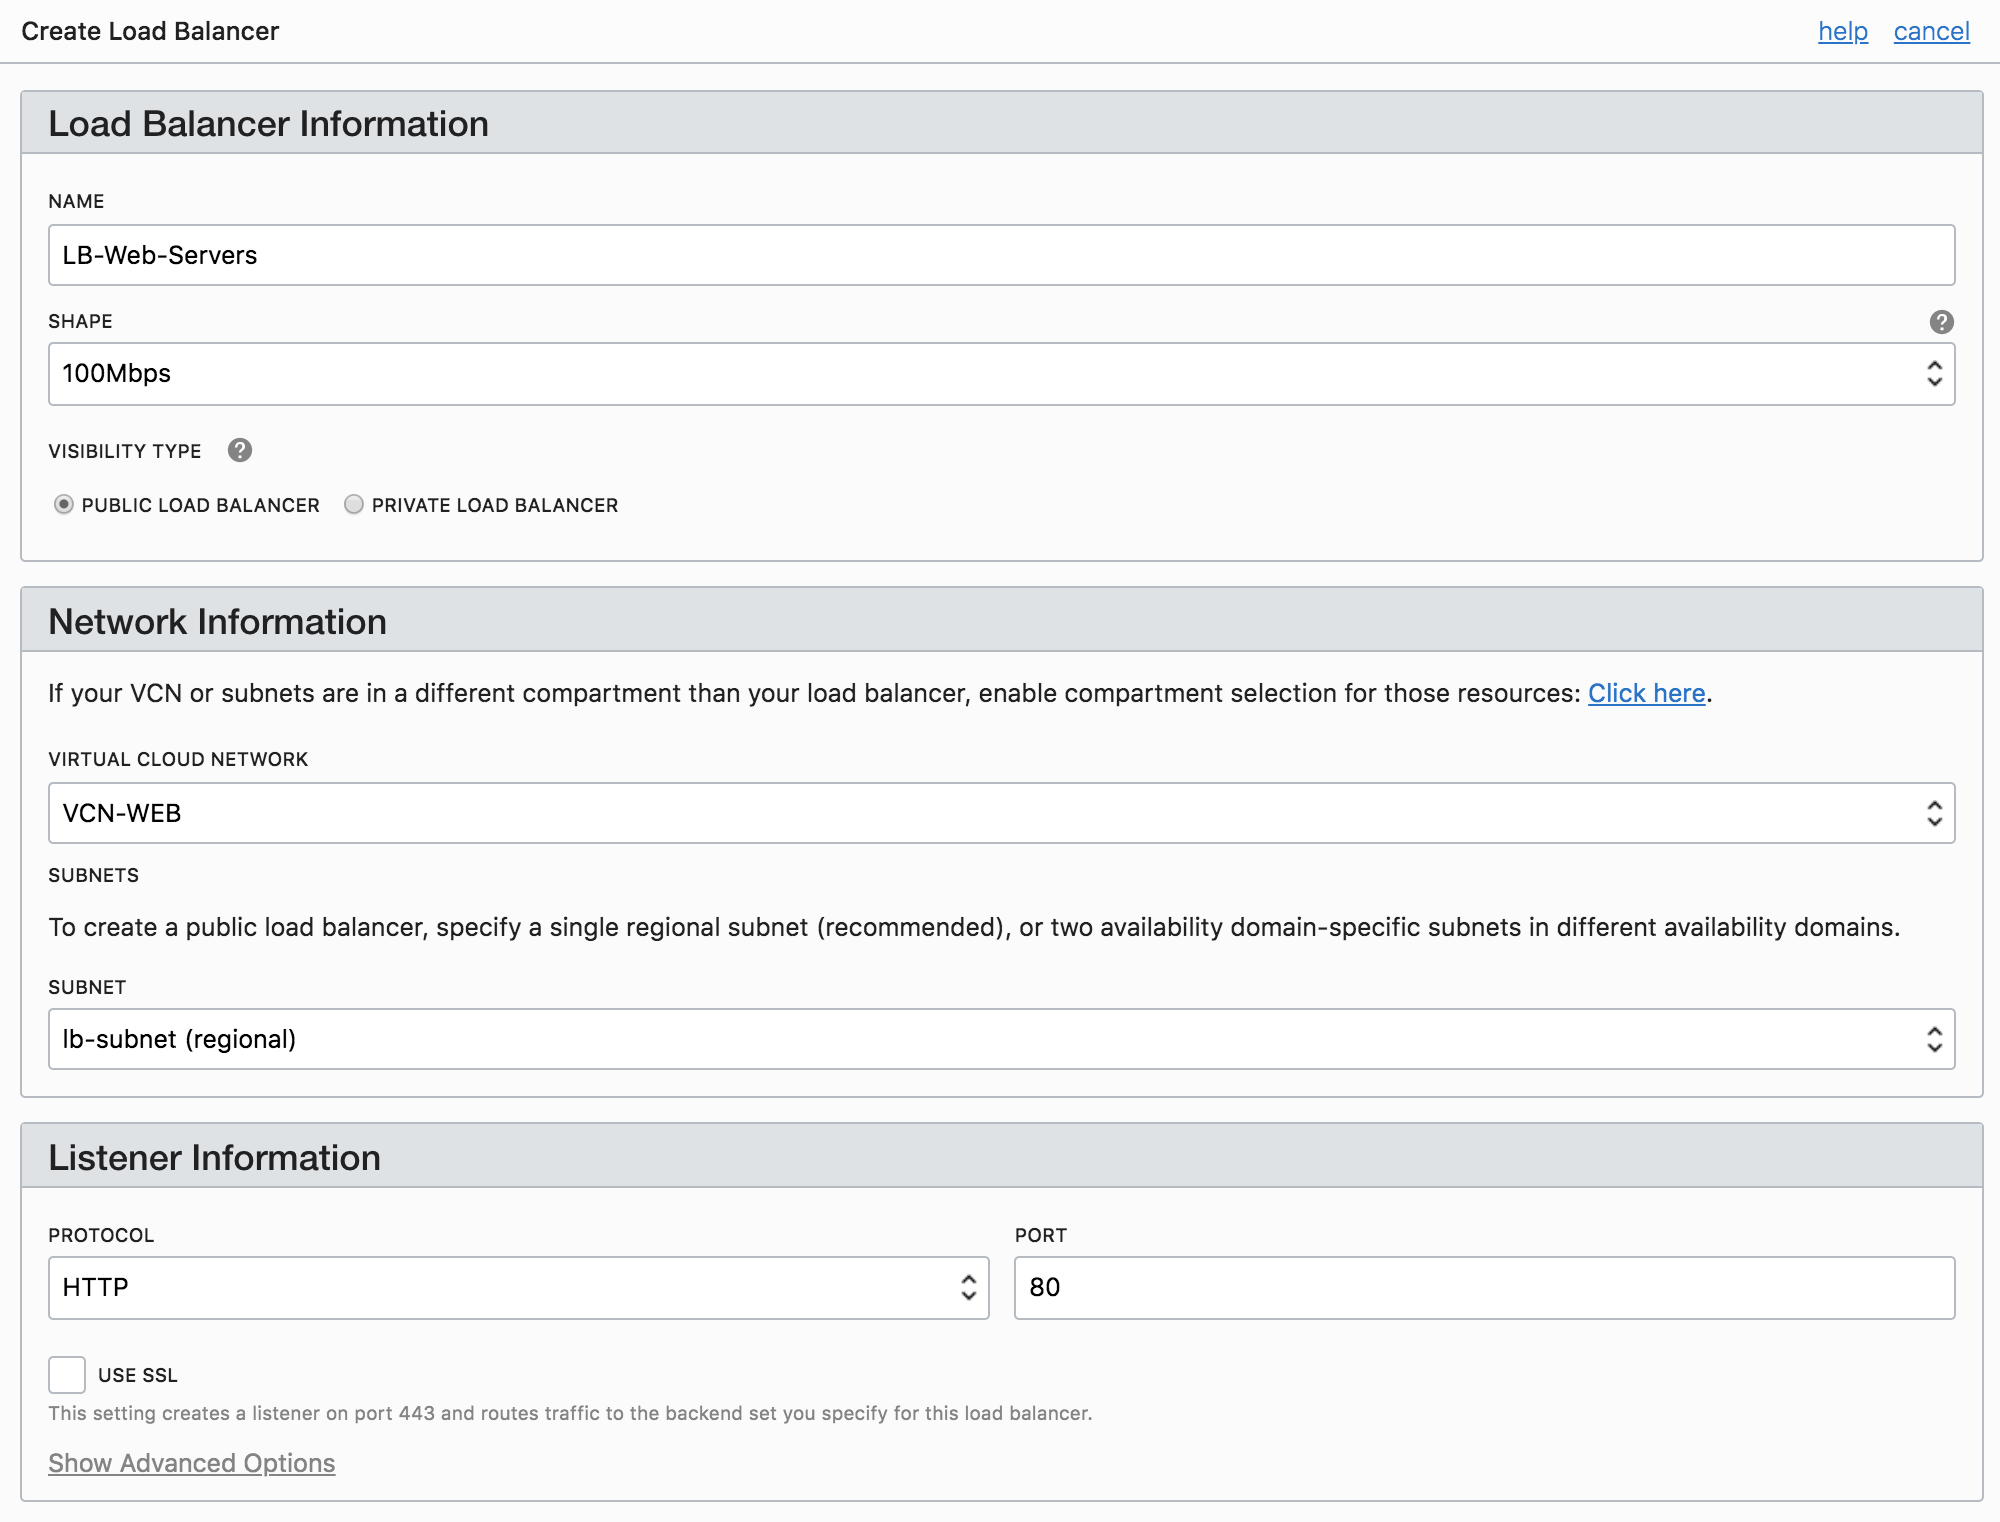 Create Load Balancer help cancel
Load Balancer Information
NAME
LB-Web-Servers
SHAPE
100Mbps
VISIBILITY TYPE
PUBLIC LOAD BALANCER PRIVATE LOAD BALANCER
Network Information
If your VCN or subnets are in a different compartment than your load balancer, enable compartment selection for those resources: Click here.
VIRTUAL CLOUD NETWORK
VCN-WEB
SUBNETS
To create a public load balancer, specify a single regional subnet (recommended), or two availability domain-specific subnets in different availability domains.
SUBNET
lb-subnet (regional)
Listener Information
PROTOCOL PORT
HTTP 80
USE SSL
This setting creates a listener on port 443 and routes traffic to the backend set you specify for this load balancer.
Show Advanced Options